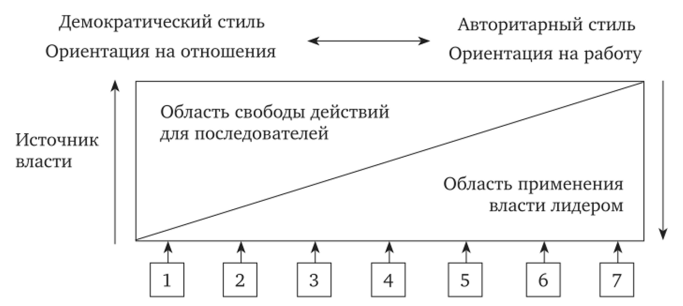 Демократический стиль
Ориентация на отношения
Авторитарный стиль
Ориентация на работу
Источник
власти
Область свободы действий
для последователей
Область применения
власти лидером
1 2 3 4 5 6 7